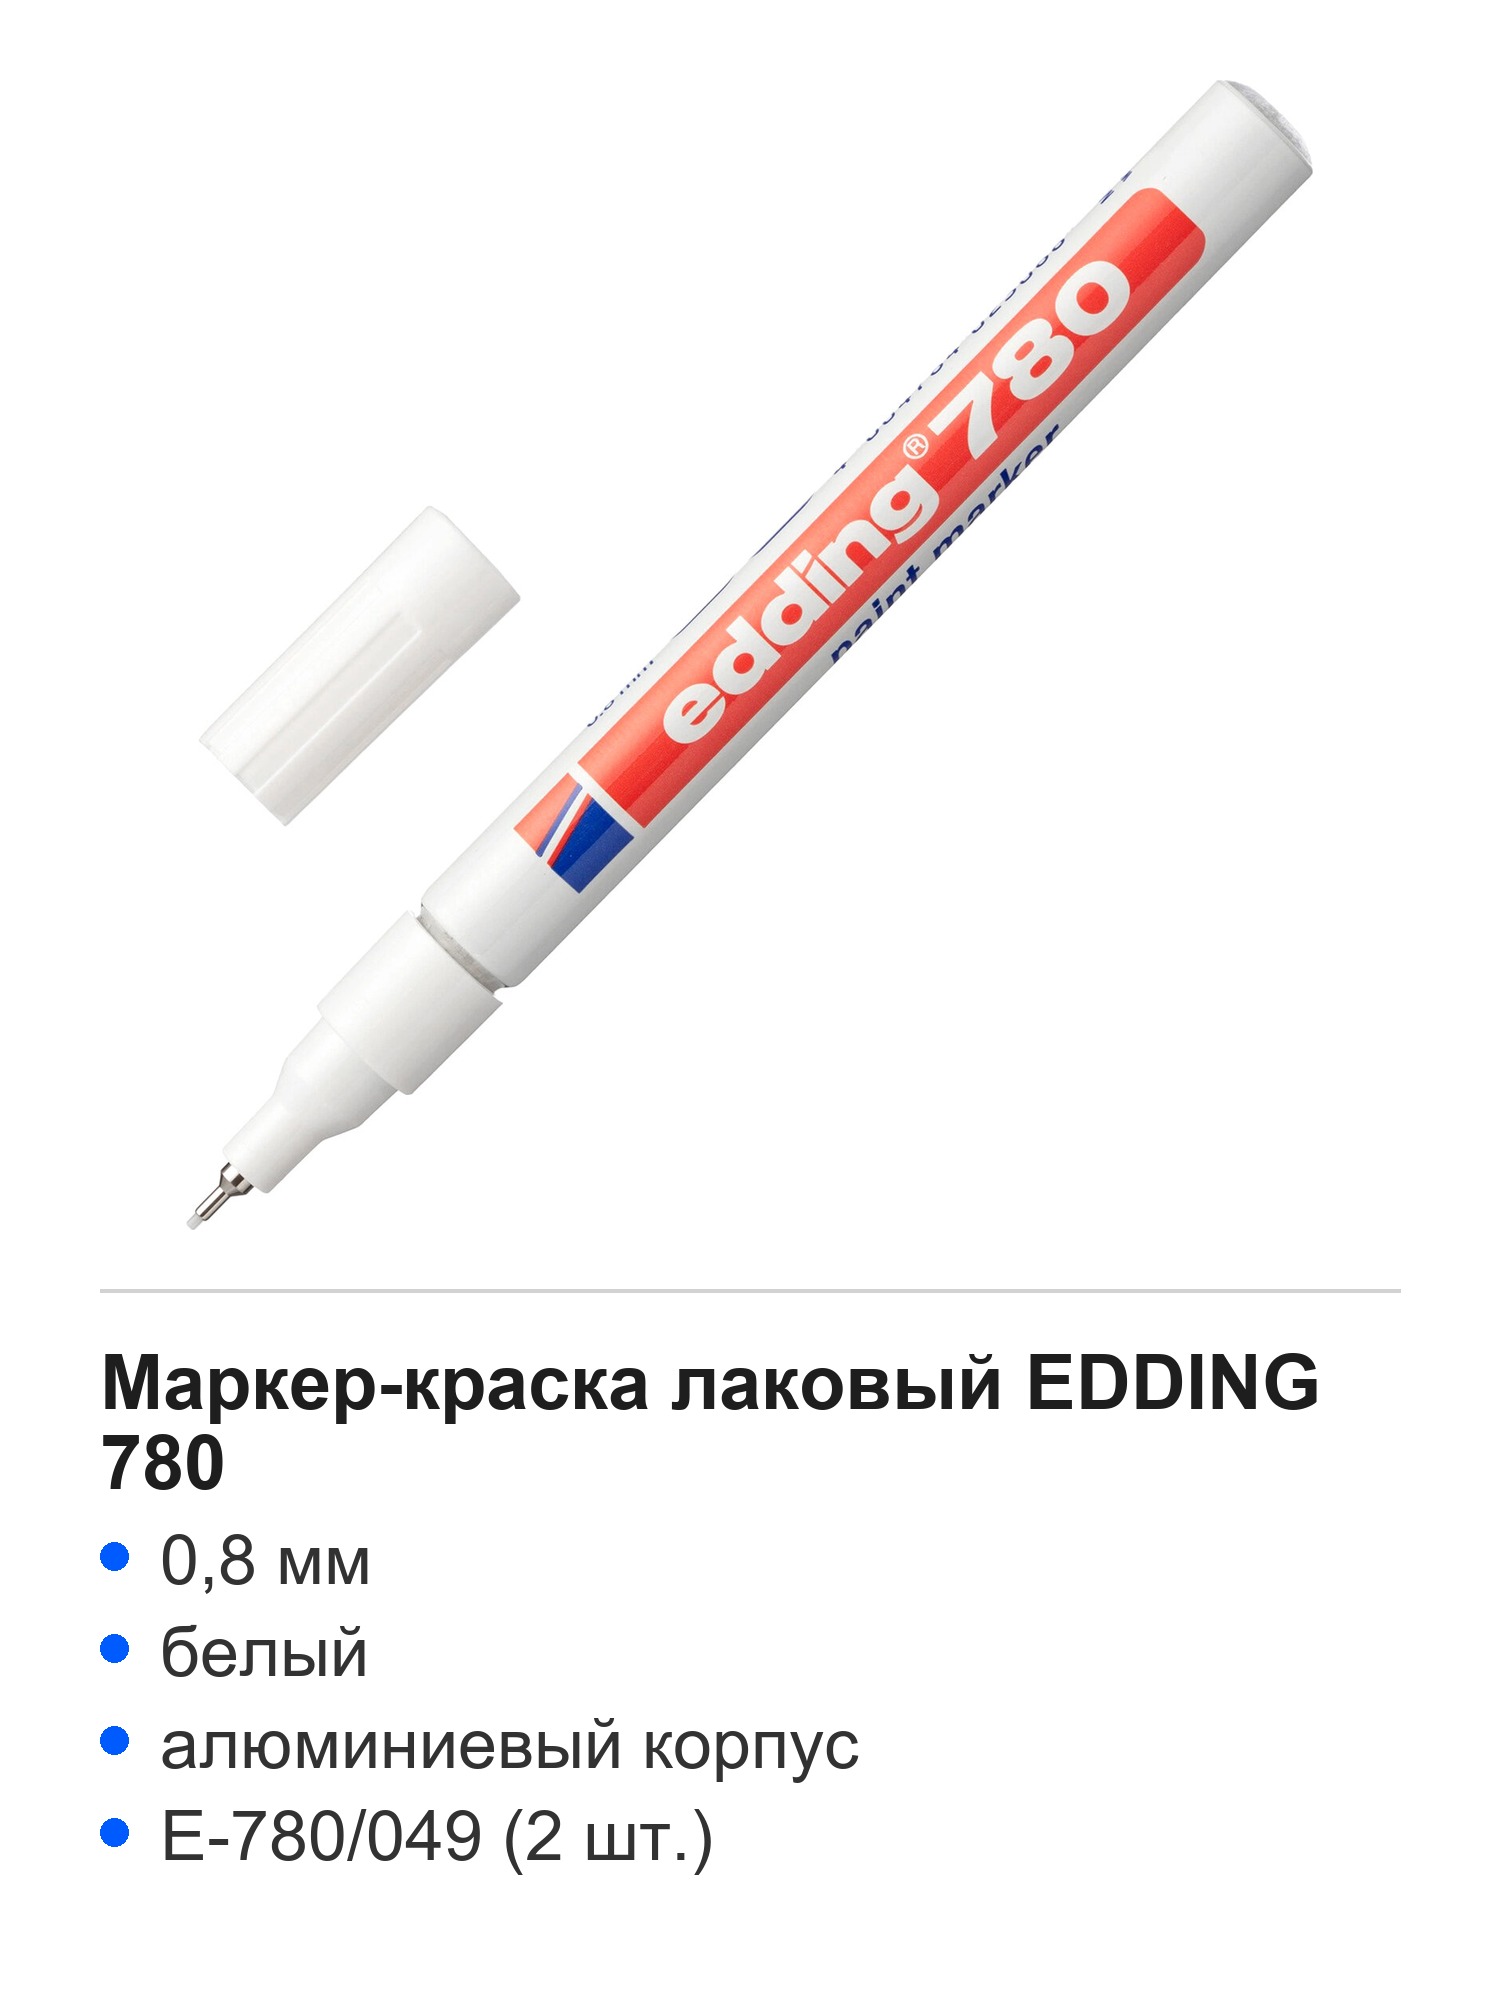 edding® 780
paint marker
Маркер-краска лаковый EDDING
780
0,8 мм
белый
алюминиевый корпус
E-780/049 (2 шт.)